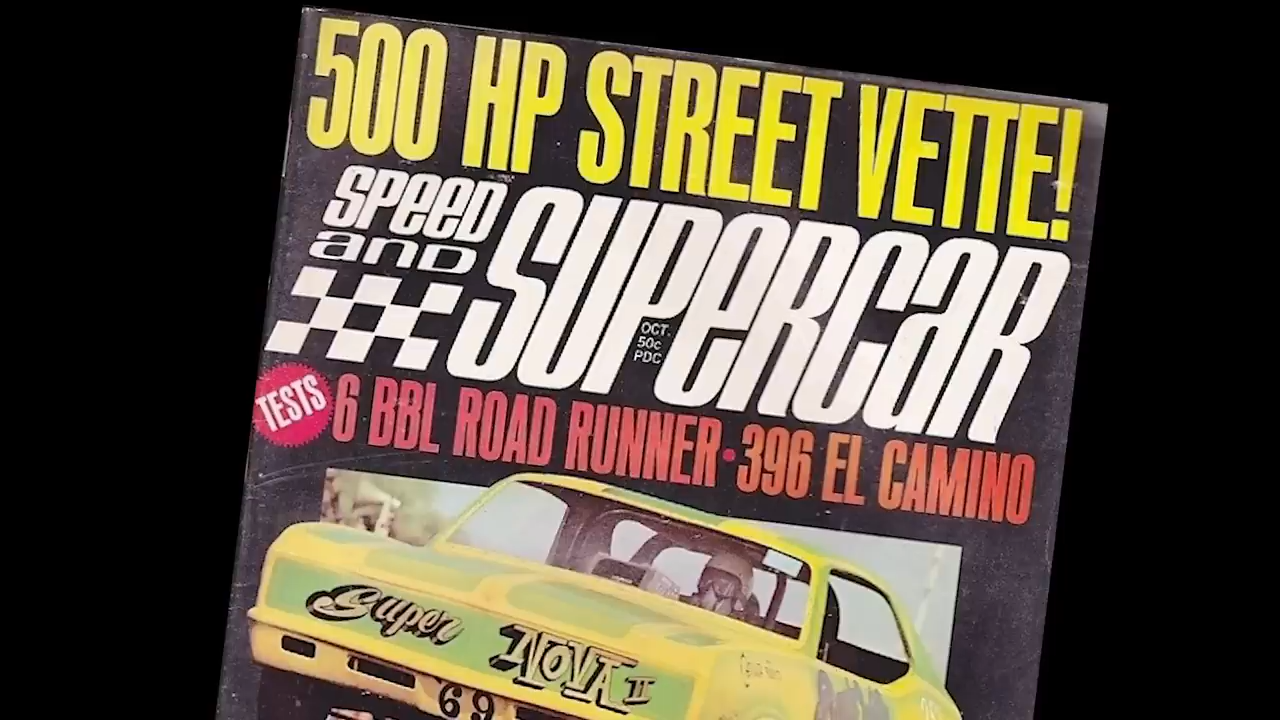 500 HP STREET VETTE!
SPEED
AND
SUPERCAR
OCT.
50c
PDC
TESTS
6 BBL ROAD RUNNER · 396 EL CAMINO
Super NOVA II
69